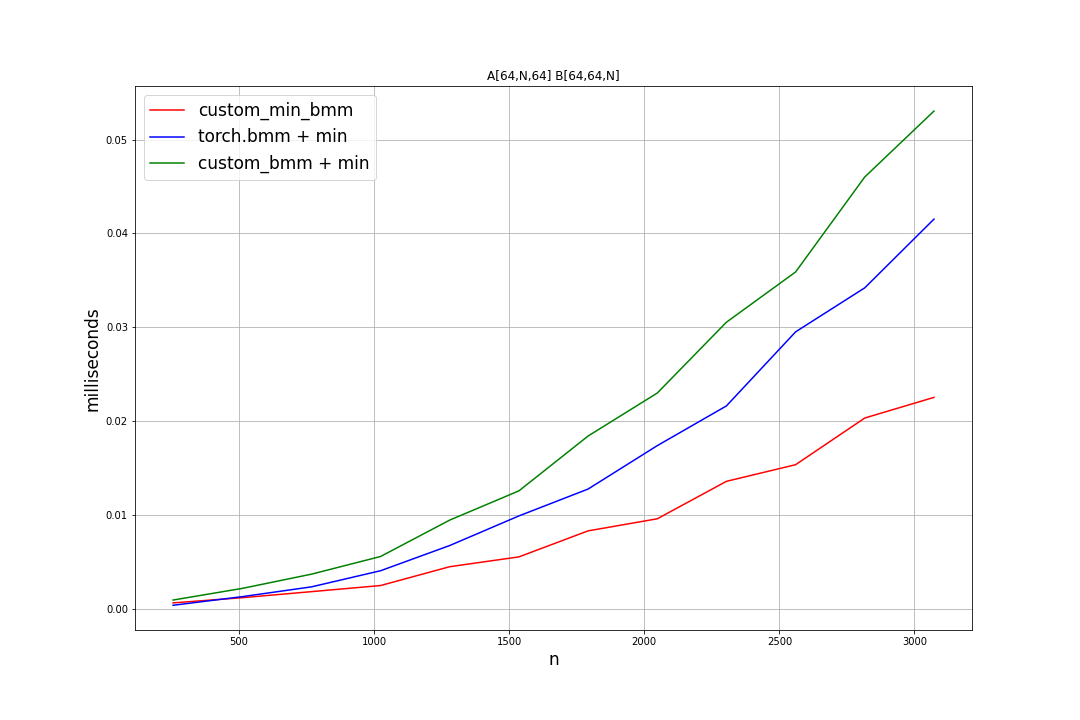 A[64,N,64] B[64,64,N]
custom_min_bmm
torch.bmm + min
custom_bmm + min
milliseconds
0.05
0.04
0.03
0.02
0.01
0.00
500 1000 1500 2000 2500 3000
n